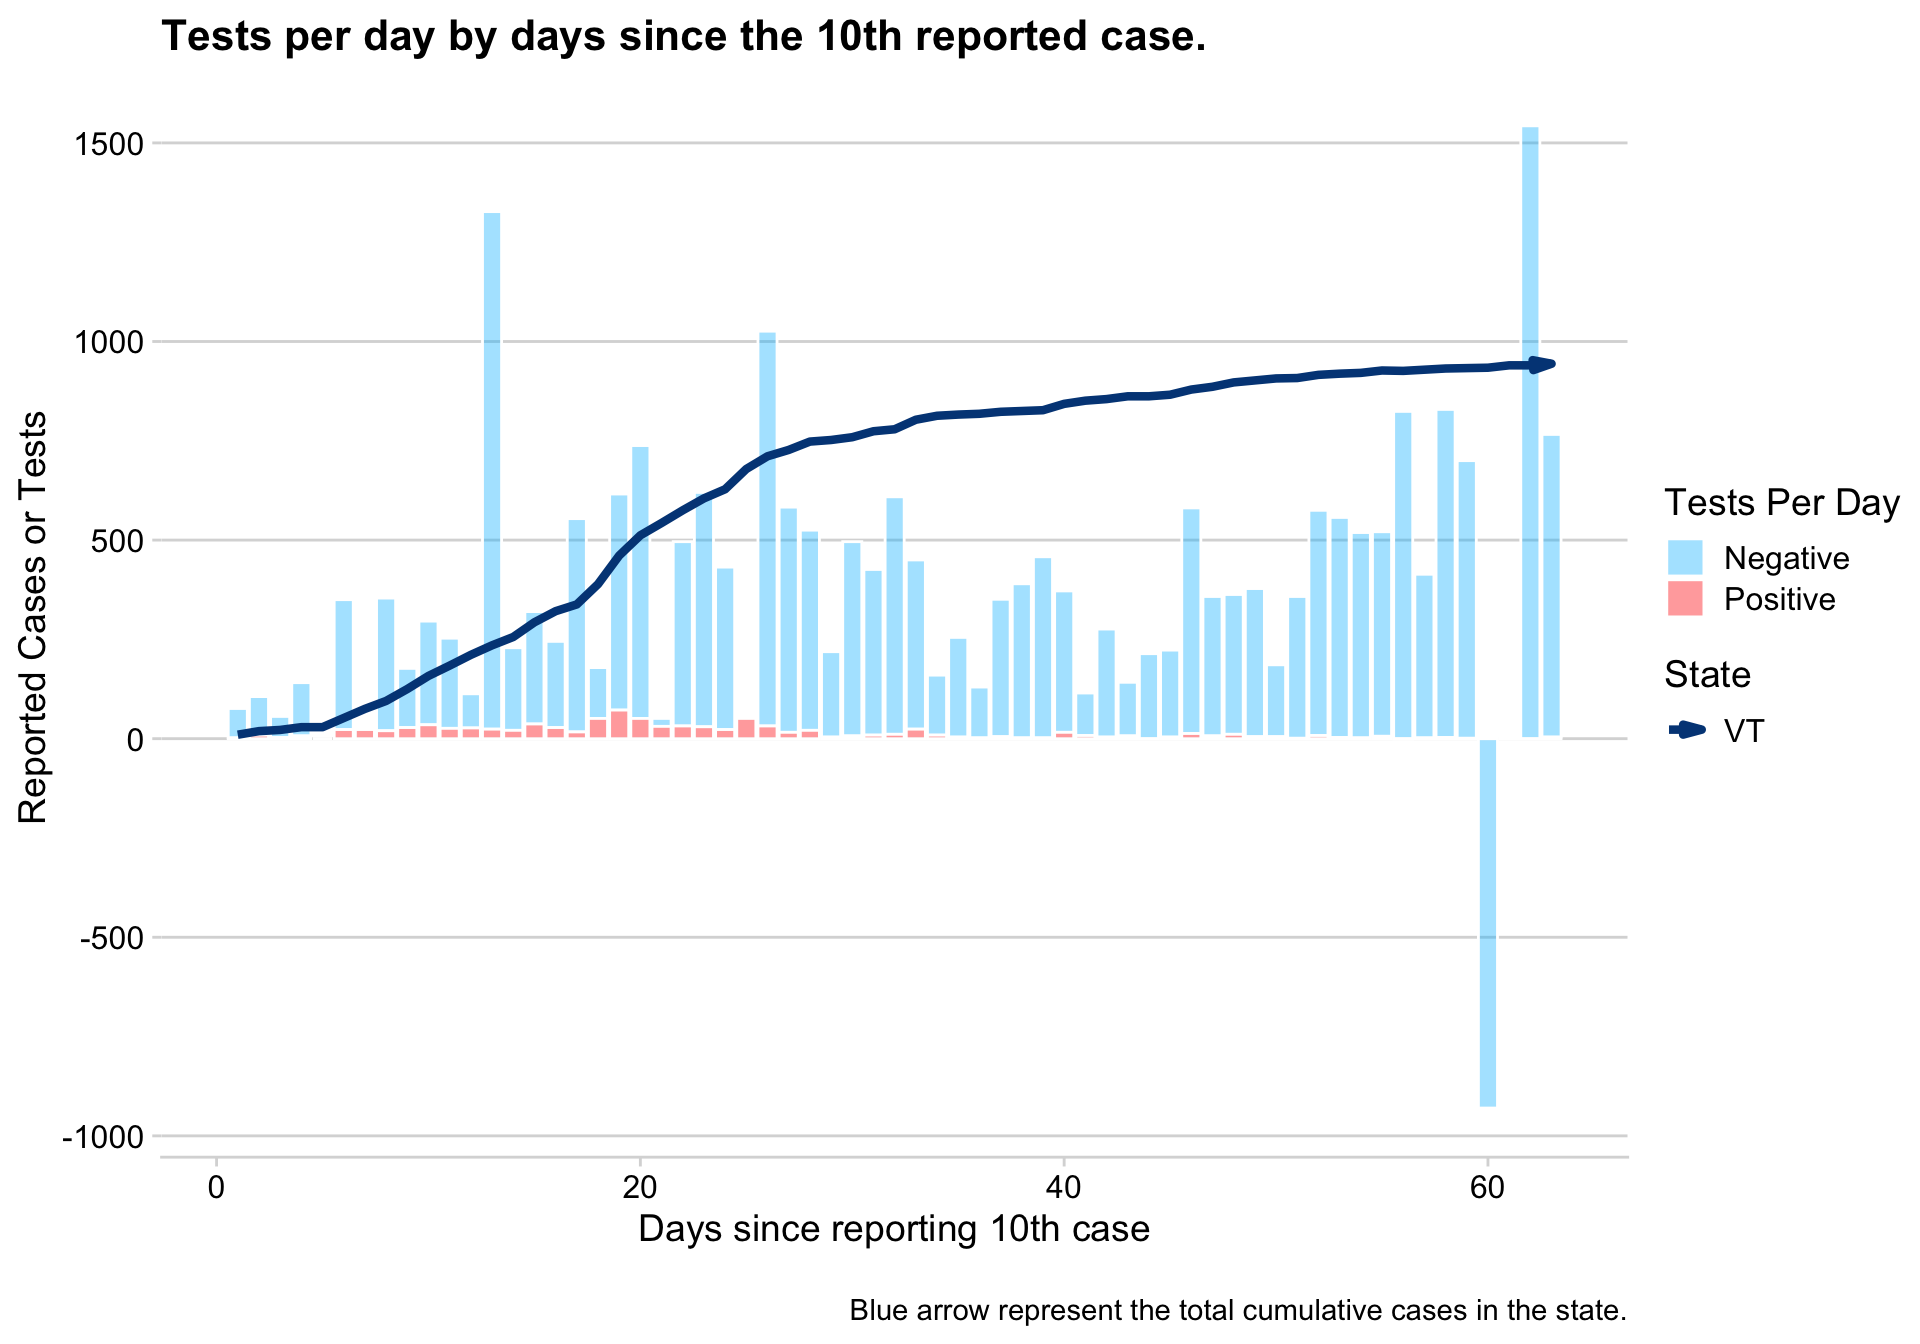 Tests per day by days since the 10th reported case.
Reported Cases or Tests
1500
1000
500
0
-500
-1000
0 20 40 60
Days since reporting 10th case
Tests Per Day
Negative
Positive
State
VT
Blue arrow represent the total cumulative cases in the state.